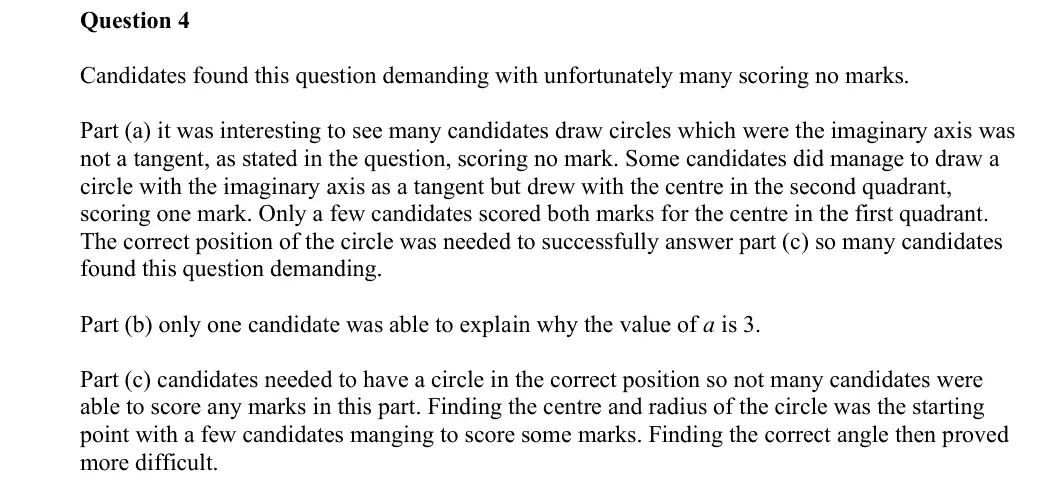 Question 4
Candidates found this question demanding with unfortunately many scoring no marks.
Part (a) it was interesting to see many candidates draw circles which were the imaginary axis was
not a tangent, as stated in the question, scoring no mark. Some candidates did manage to draw a
circle with the imaginary axis as a tangent but drew with the centre in the second quadrant,
scoring one mark. Only a few candidates scored both marks for the centre in the first quadrant.
The correct position of the circle was needed to successfully answer part (c) so many candidates
found this question demanding.
Part (b) only one candidate was able to explain why the value of a is 3.
Part (c) candidates needed to have a circle in the correct position so not many candidates were
able to score any marks in this part. Finding the centre and radius of the circle was the starting
point with a few candidates manging to score some marks. Finding the correct angle then proved
more difficult.